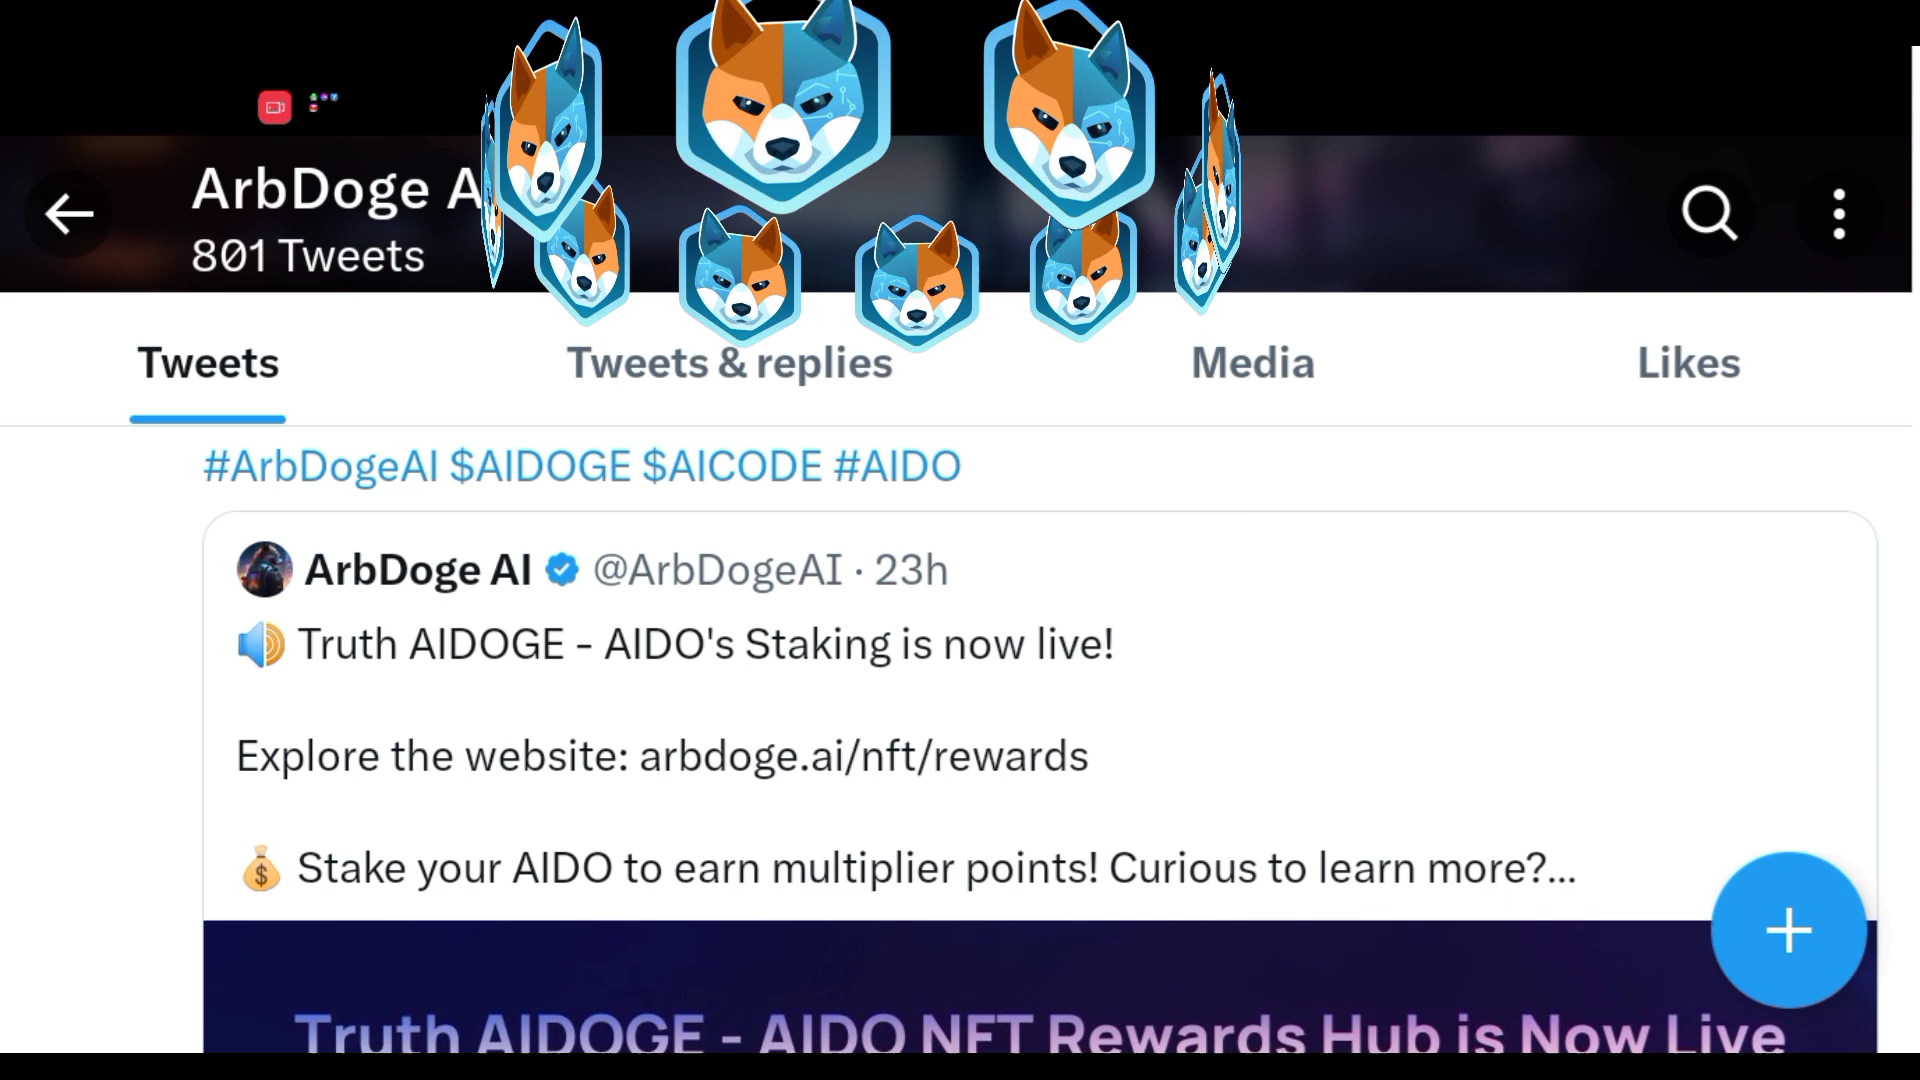 ArbDoge A
801 Tweets
Tweets Tweets & replies Media Likes
#ArbDogeAI $AIDOGE $AICODE #AIDO
ArbDoge AI @ArbDogeAI · 23h
🔊 Truth AIDOGE - AIDO's Staking is now live!
Explore the website: arbdoge.ai/nft/rewards
💰 Stake your AIDO to earn multiplier points! Curious to learn more?...
Truth AIDOGE - AIDO NFT Rewards Hub is Now Live